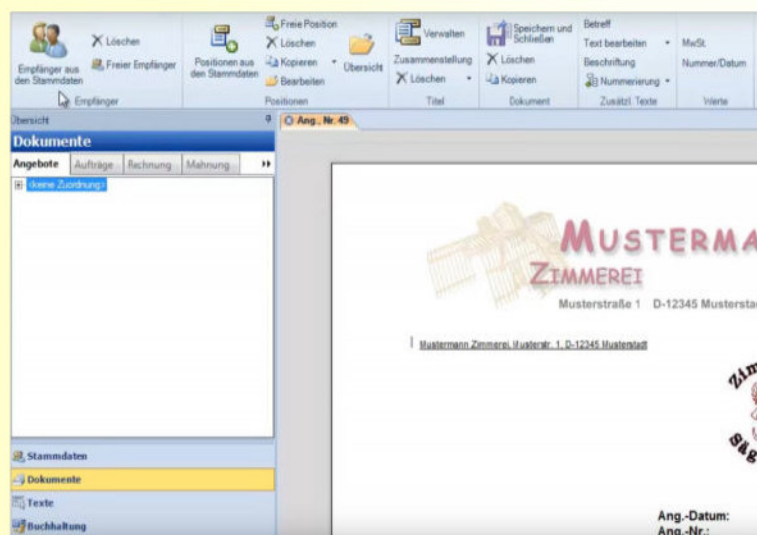 Empfänger aus den Stammdaten
Löschen
Freier Empfänger
Empfänger
Positionen aus den Stammdaten
Freie Position
Löschen
Kopieren
Bearbeiten
Übersicht
Positionen
Verwalten
Zusammenstellung
Löschen
Titel
Speichern und Schließen
Löschen
Kopieren
Dokument
Betreff
Text bearbeiten
Beschriftung
Nummerierung
Zusätzl. Texte
MwSt.
Nummer/Datum
Werte
Übersicht
Ang., Nr. 49
Dokumente
Angebote Aufträge Rechnung Mahnung
<keine Zuordnung>
MUSTERMA
ZIMMEREI
Musterstraße 1 D-12345 Mustersta
Mustermann Zimmerei, Musterstr. 1, D-12345 Musterstadt
Zim
Säg
Stammdaten
Dokumente
Texte
Buchhaltung
Ang.-Datum:
Ang.-Nr.: